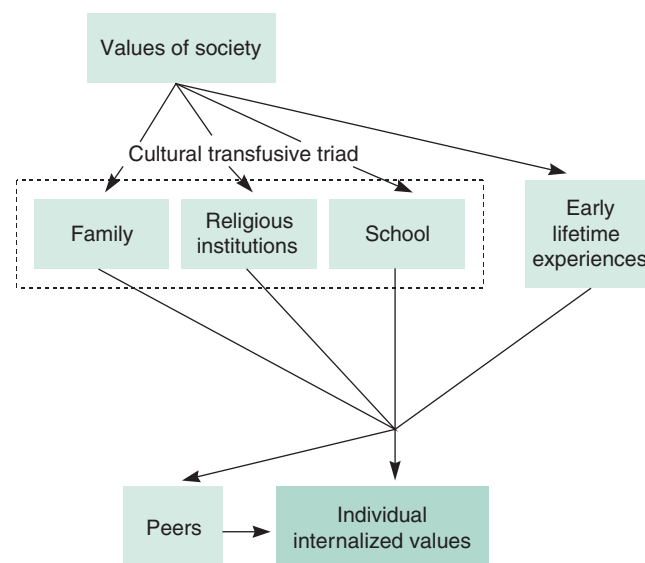 Values of society
Cultural transfusive triad
Family
Religious
institutions
School
Early
lifetime
experiences
Peers
Individual
internalized values